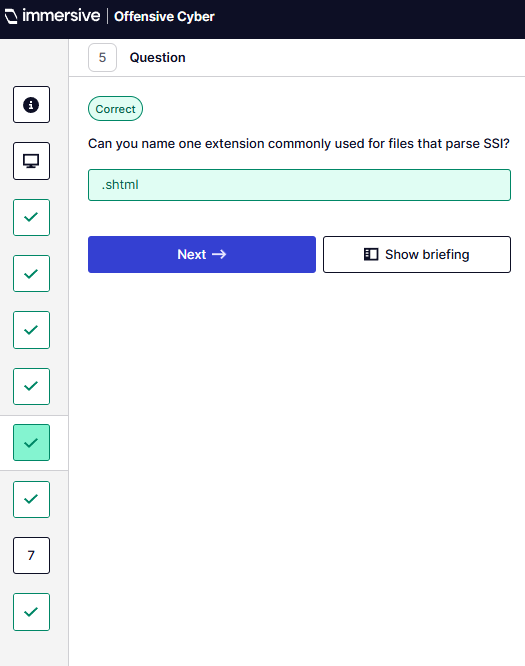 immersive | Offensive Cyber
5 Question
Correct
Can you name one extension commonly used for files that parse SSI?
.shtml
Next →
Show briefing
7